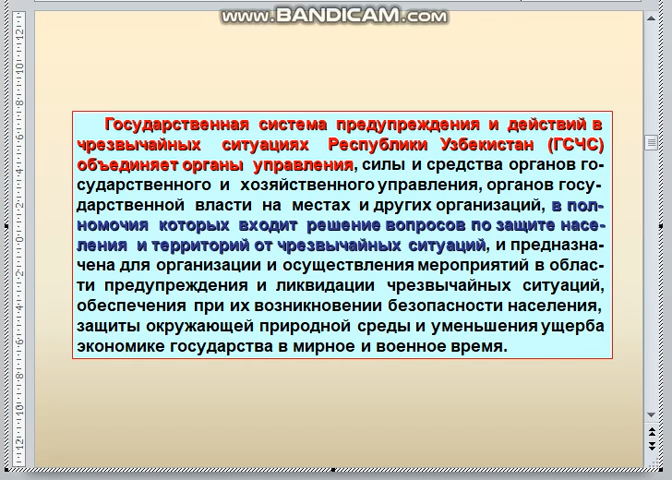 www.BANDICAM.com
Государственная система предупреждения и действий в
чрезвычайных ситуациях Республики Узбекистан (ГСЧС)
объединяет органы управления, силы и средства органов го-
сударственного и хозяйственного управления, органов госу-
дарственной власти на местах и других организаций, в пол-
номочия которых входит решение вопросов по защите насе-
ления и территорий от чрезвычайных ситуаций, и предназна-
чена для организации и осуществления мероприятий в облас-
ти предупреждения и ликвидации чрезвычайных ситуаций,
обеспечения при их возникновении безопасности населения,
защиты окружающей природной среды и уменьшения ущерба
экономике государства в мирное и военное время.